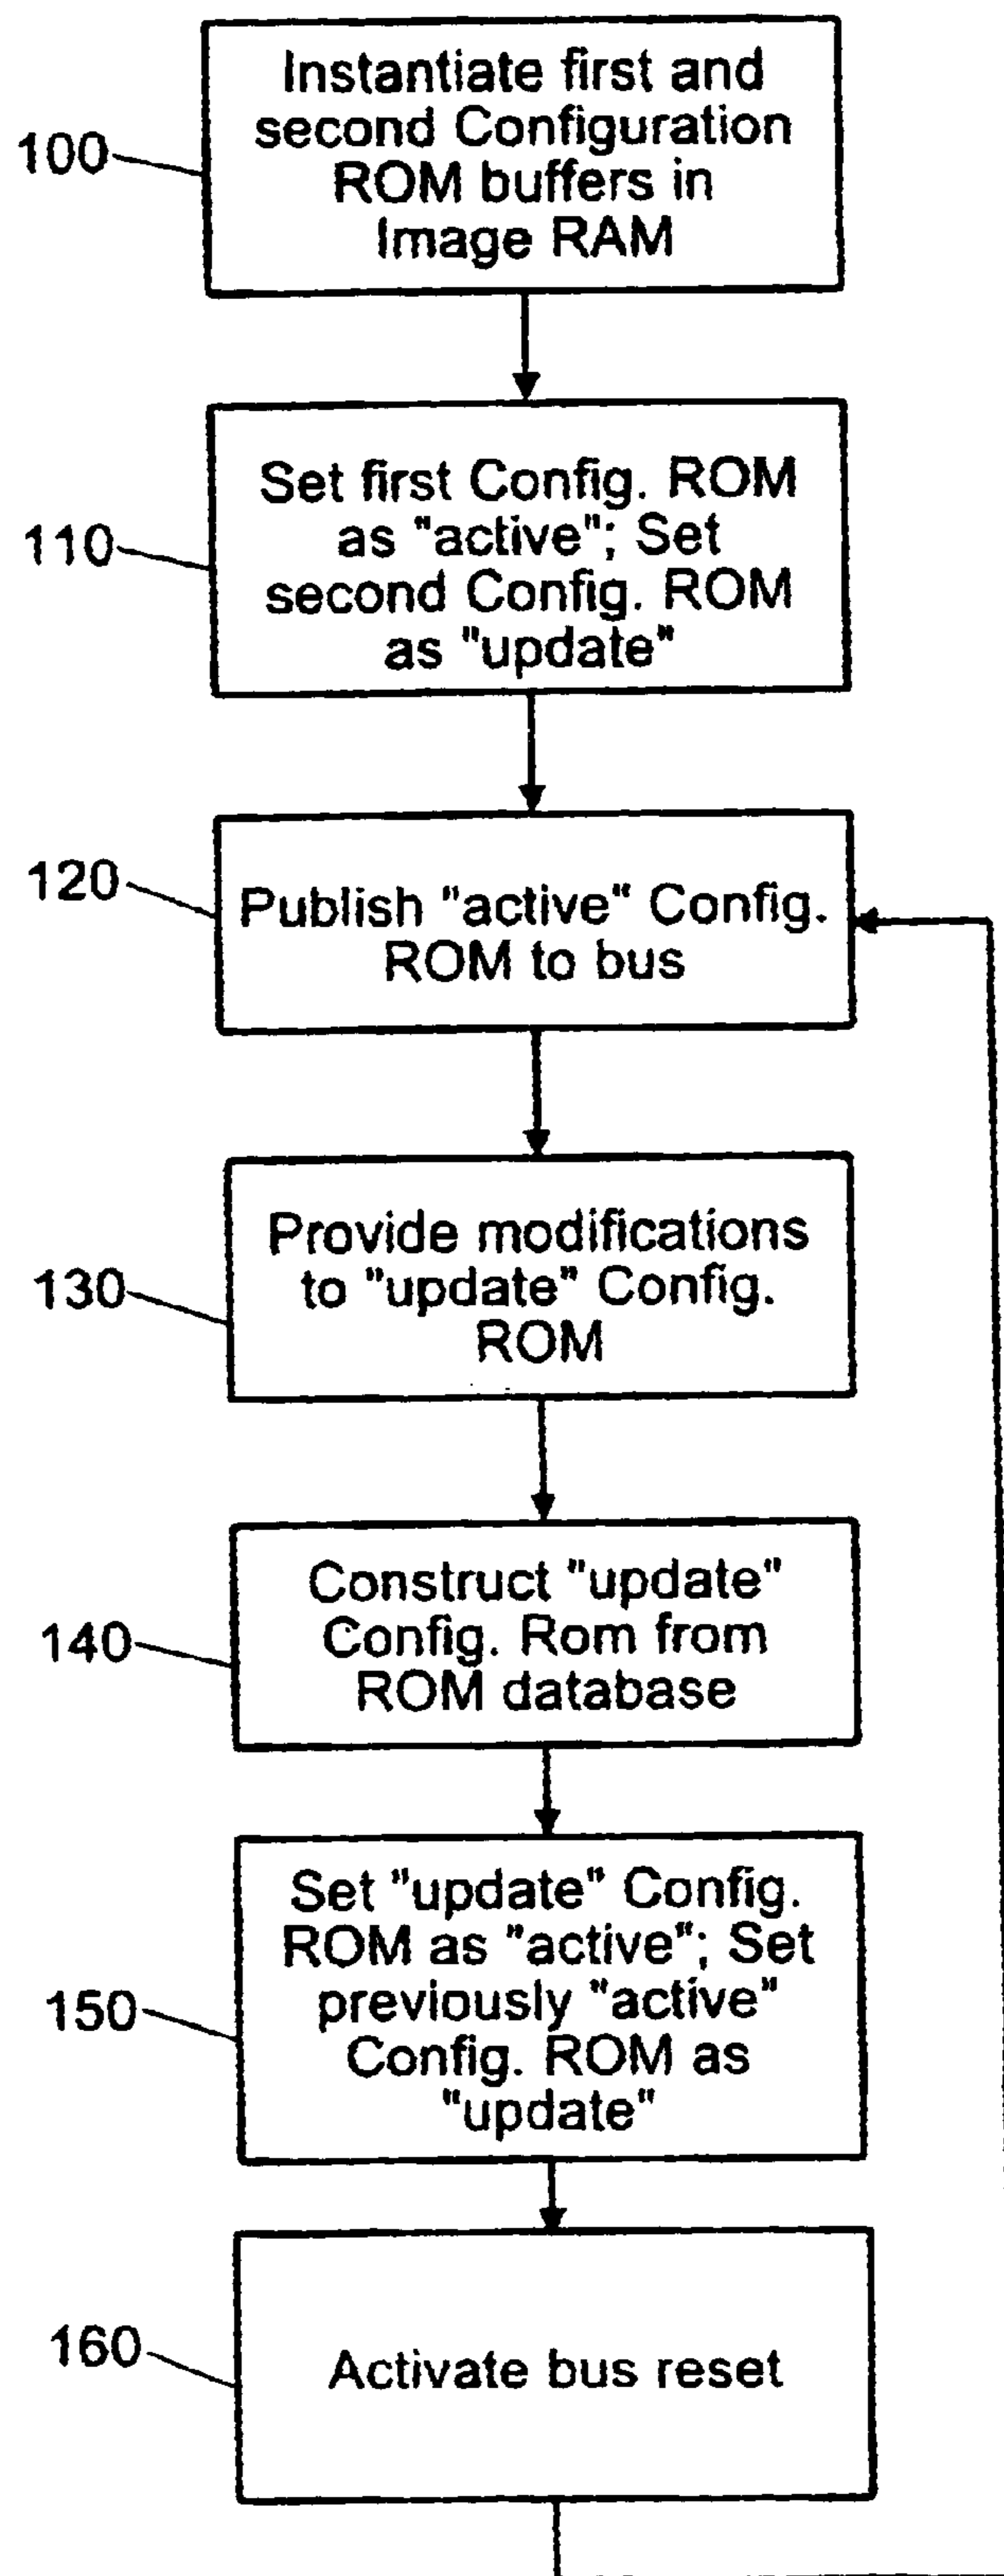 100
Instantiate first and
second Configuration
ROM buffers in
Image RAM
110
Set first Config. ROM
as "active"; Set
second Config. ROM
as "update"
120
Publish "active" Config.
ROM to bus
130
Provide modifications
to "update" Config.
ROM
140
Construct "update"
Config. Rom from
ROM database
150
Set "update" Config.
ROM as "active"; Set
previously "active"
Config. ROM as
"update"
160
Activate bus reset